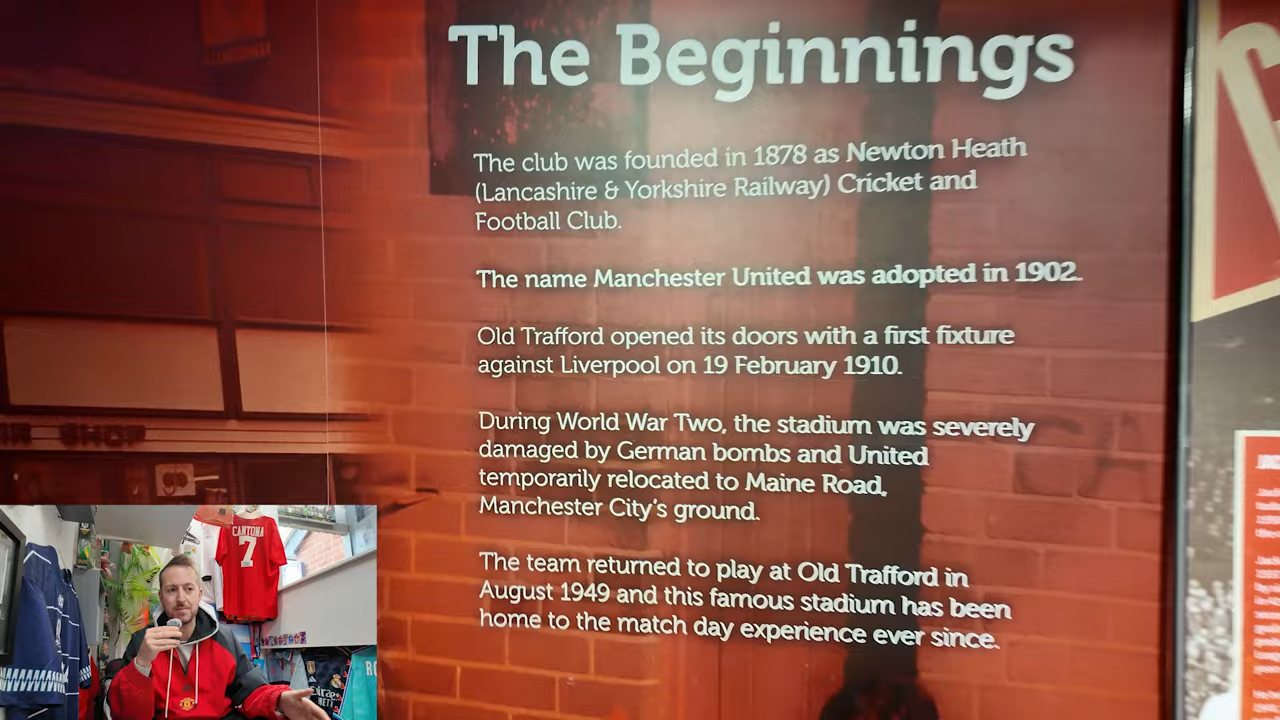 The Beginnings
The club was founded in 1878 as Newton Heath
(Lancashire & Yorkshire Railway) Cricket and
Football Club.
The name Manchester United was adopted in 1902.
Old Trafford opened its doors with a first fixture
against Liverpool on 19 February 1910.
During World War Two, the stadium was severely
damaged by German bombs and United
temporarily relocated to Maine Road,
Manchester City's ground.
The team returned to play at Old Trafford in
August 1949 and this famous stadium has been
home to the match day experience ever since.
SHOP
CANTONA
7